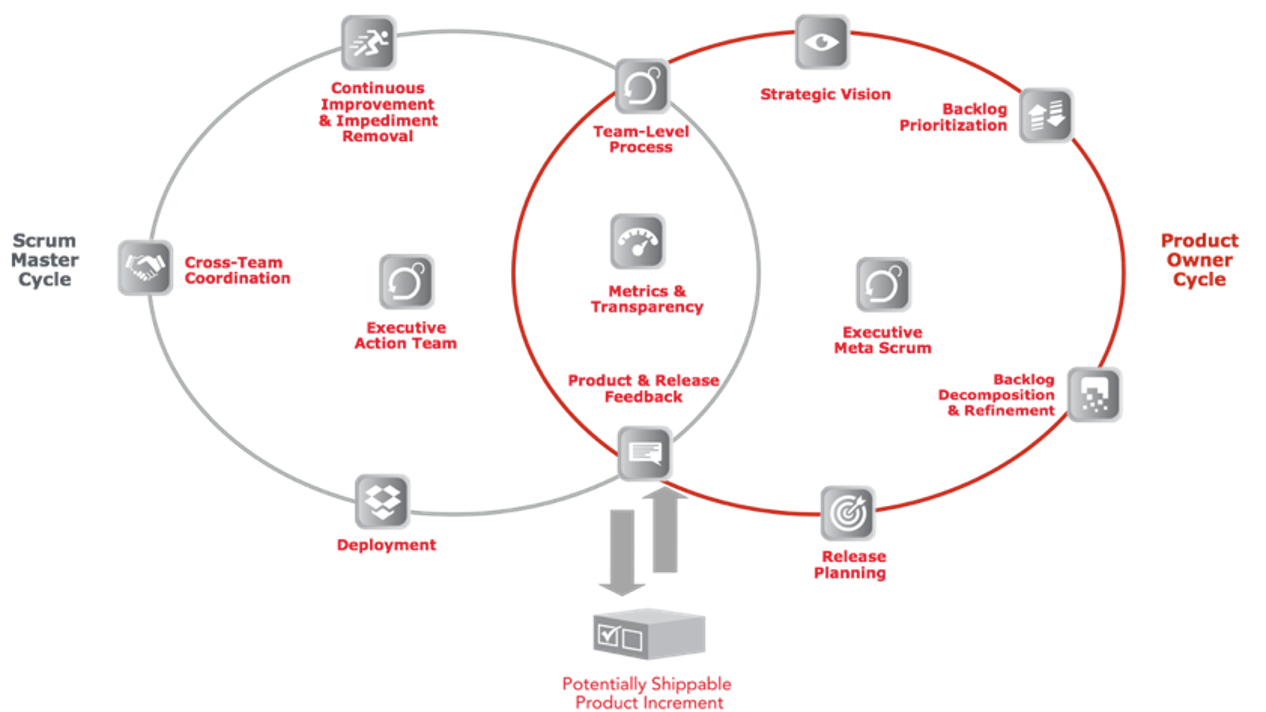 Continuous
Improvement
& Impediment
Removal
Team-Level
Process
Strategic Vision
Backlog
Prioritization
Scrum
Master
Cycle
Cross-Team
Coordination
Executive
Action Team
Metrics &
Transparency
Executive
Meta Scrum
Product
Owner
Cycle
Product & Release
Feedback
Backlog
Decomposition
& Refinement
Deployment
Release
Planning
Potentially Shippable
Product Increment